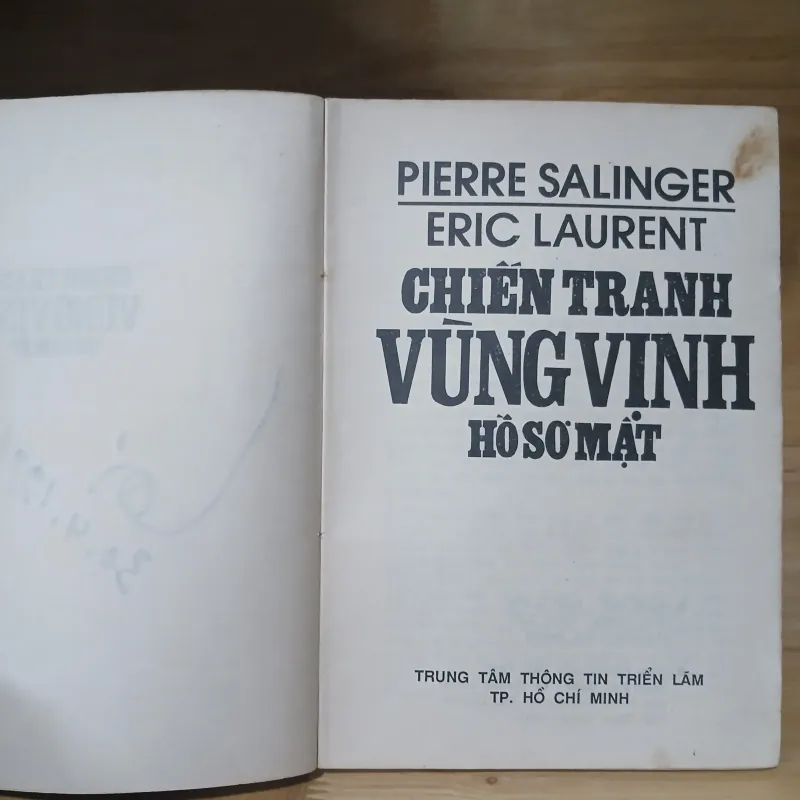 PIERRE SALINGER
ERIC LAURENT
CHIẾN TRANH
VÙNG VỊNH
HỒ SƠ MẬT
TRUNG TÂM THÔNG TIN TRIỂN LÃM
TP. HỒ CHÍ MINH